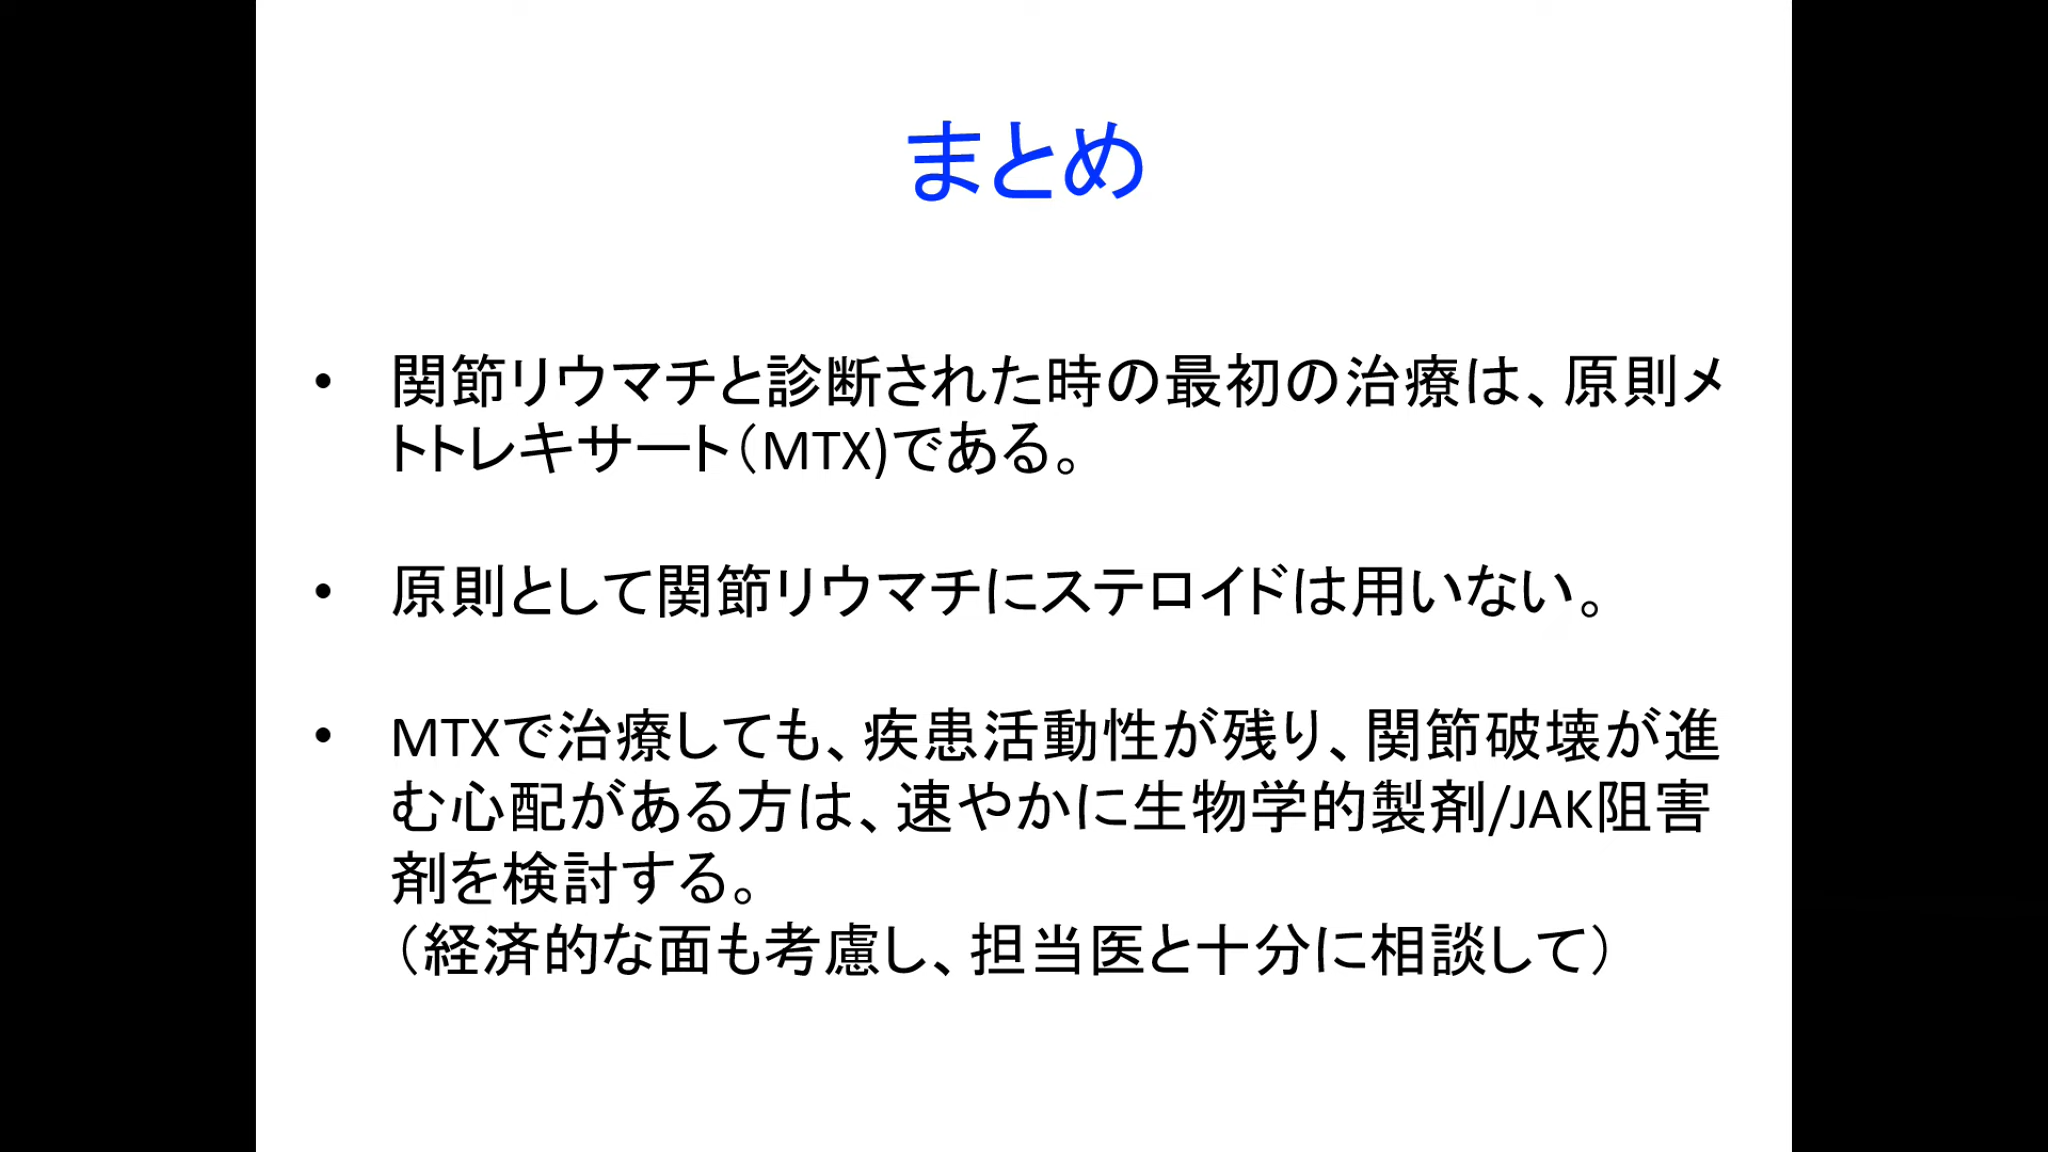 まとめ
• 関節リウマチと診断された時の最初の治療は、原則メ
トトレキサート（MTX)である。
• 原則として関節リウマチにステロイドは用いない。
• MTXで治療しても、疾患活動性が残り、関節破壊が進
む心配がある方は、速やかに生物学的製剤/JAK阻害
剤を検討する。
（経済的な面も考慮し、担当医と十分に相談して）